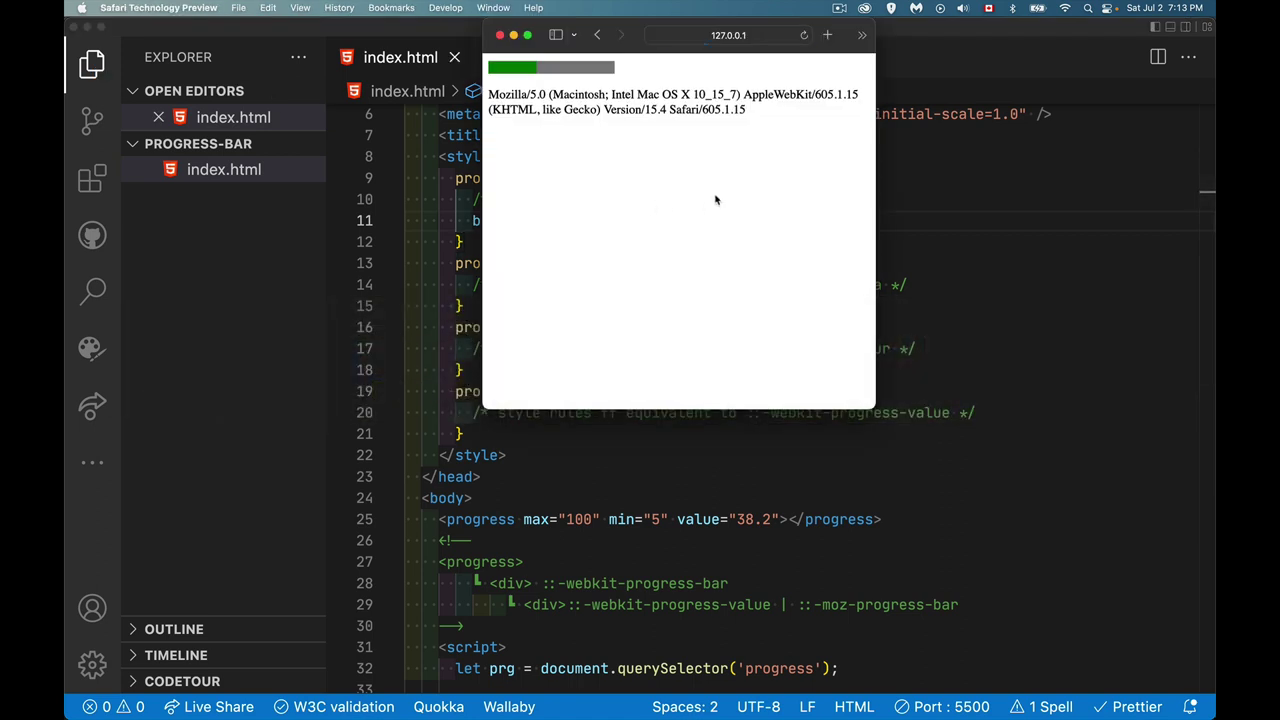 Safari Technology Preview File Edit View History Bookmarks Develop Window Help Sat Jul 2 7:13 PM
127.0.0.1
EXPLORER
index.html
OPEN EDITORS
index.html
PROGRESS-BAR
index.html
index.html
Mozilla/5.0 (Macintosh; Intel Mac OS X 10_15_7) AppleWebKit/605.1.15
(KHTML, like Gecko) Version/15.4 Safari/605.1.15
6 <meta initial-scale=1.0" />
7 <titl
8 <sty
9 pro
10 /
11 b
12 }
13 pro
14 /* */
15 }
16 pro
17 /* ur */
18 }
19 pro
20 /* style rules ff equivalent to ::-webkit-progress-value */
21 }
22 </style>
23 </head>
24 <body>
25 <progress max="100" min="5" value="38.2"></progress>
26 <!--
27 <progress>
28 ┗ <div> ::-webkit-progress-bar
29 ┗ <div>::-webkit-progress-value | ::-moz-progress-bar
30 -->
31 <script>
32 let prg = document.querySelector('progress');
33
OUTLINE
TIMELINE
CODETOUR
0 0 Live Share W3C validation Quokka Wallaby Spaces: 2 UTF-8 LF HTML Port : 5500 1 Spell Prettier